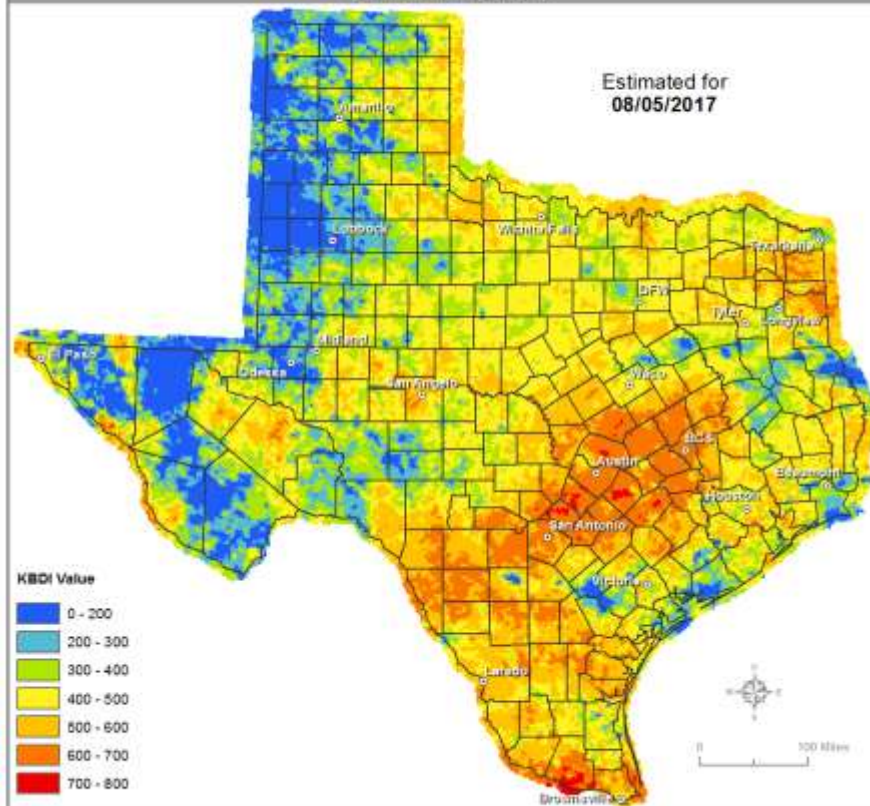 Estimated for
08/05/2017
Amarillo
Lubbock
Wichita Falls
Texarkana
DFW
Tyler
Longview
El Paso
Midland
Odessa
San Angelo
Waco
BCS
Austin
Beaumont
Houston
San Antonio
Victoria
Laredo
Brownsville
KBDI Value
0 - 200
200 - 300
300 - 400
400 - 500
500 - 600
600 - 700
700 - 800
0
100 Miles